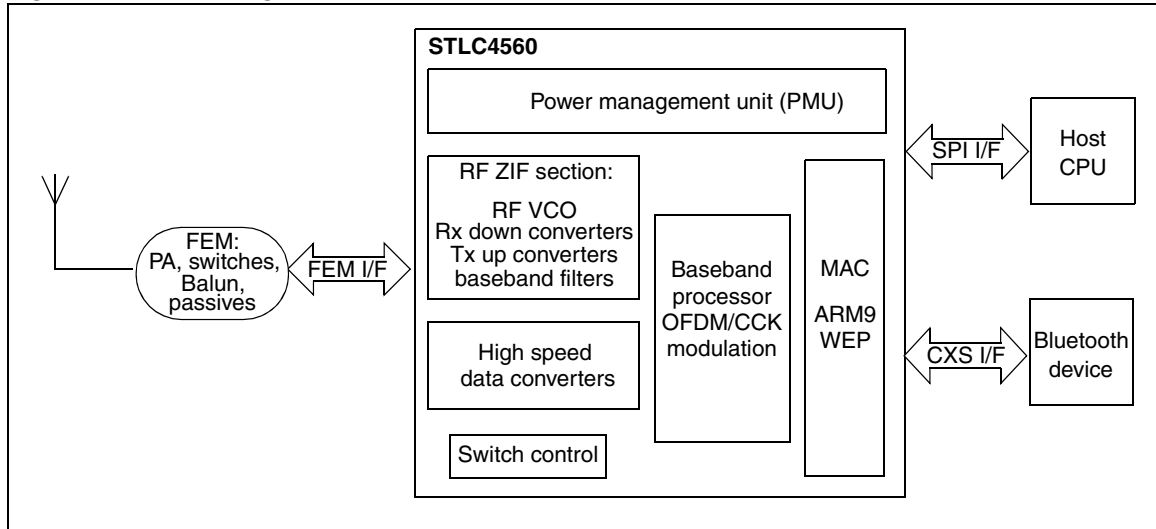 STLC4560
Power management unit (PMU)
RF ZIF section:
RF VCO
Rx down converters
Tx up converters
baseband filters
High speed
data converters
Switch control
Baseband
processor
OFDM/CCK
modulation
MAC
ARM9
WEP
FEM:
PA, switches,
Balun,
passives
FEM I/F
SPI I/F
Host
CPU
CXS I/F
Bluetooth
device